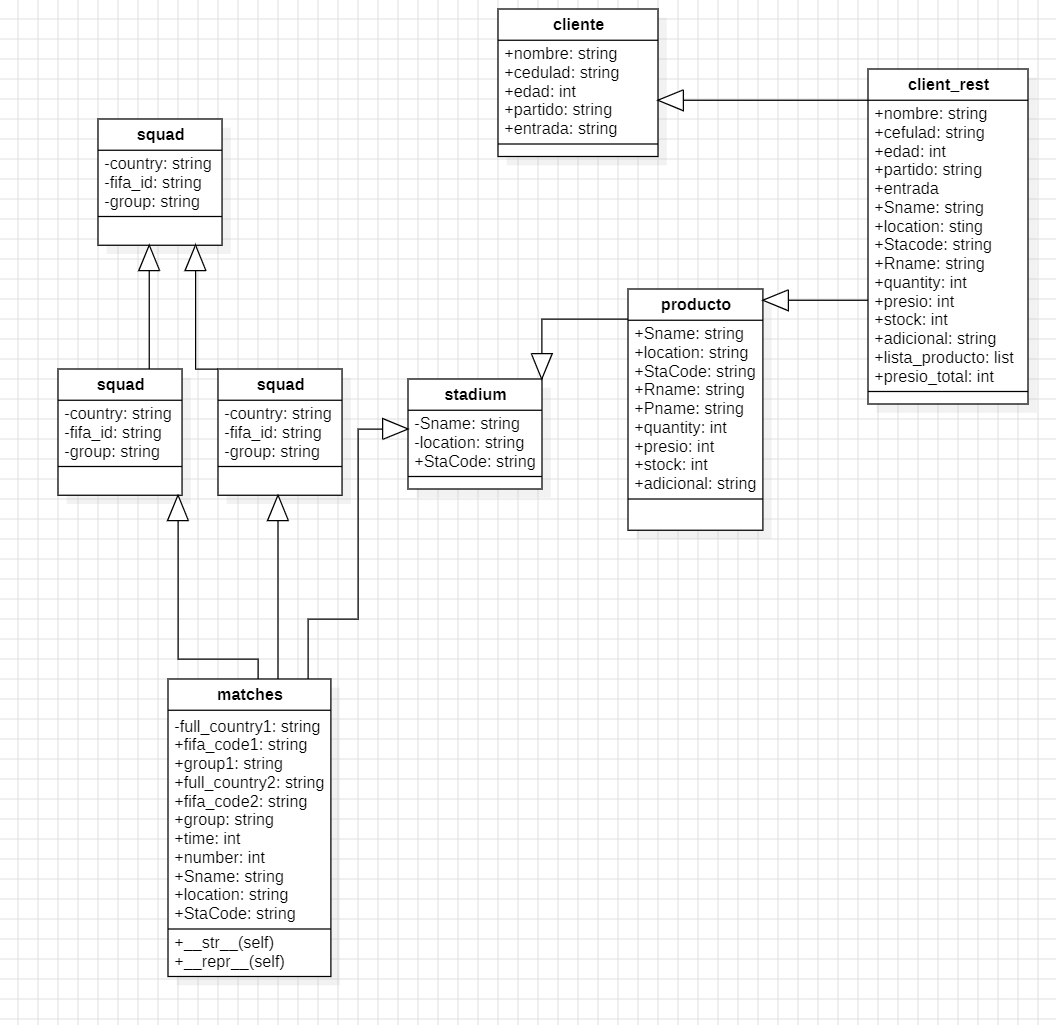 cliente
+nombre: string
+cedulad: string
+edad: int
+partido: string
+entrada: string
client_rest
+nombre: string
+cefulad: string
+edad: int
+partido: string
+entrada
+Sname: string
+location: sting
+Stacode: string
+Rname: string
+quantity: int
+presio: int
+stock: int
+adicional: string
+lista_producto: list
+presio_total: int
squad
-country: string
-fifa_id: string
-group: string
producto
+Sname: string
+location: string
+StaCode: string
+Rname: string
+Pname: string
+quantity: int
+presio: int
+stock: int
+adicional: string
squad
-country: string
-fifa_id: string
-group: string
squad
-country: string
-fifa_id: string
-group: string
stadium
-Sname: string
-location: string
+StaCode: string
matches
-full_country1: string
+fifa_code1: string
+group1: string
+full_country2: string
+fifa_code2: string
+group: string
+time: int
+number: int
+Sname: string
+location: string
+StaCode: string
+__str__(self)
+__repr__(self)